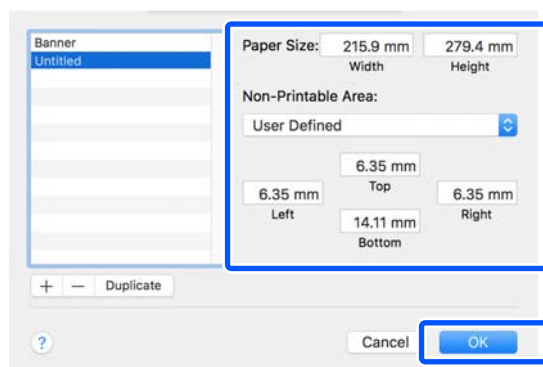 Banner
Untitled
Paper Size: 215.9 mm 279.4 mm
Width Height
Non-Printable Area:
User Defined
6.35 mm
Top
6.35 mm 6.35 mm
Left Right
14.11 mm
Bottom
+ − Duplicate
? Cancel OK